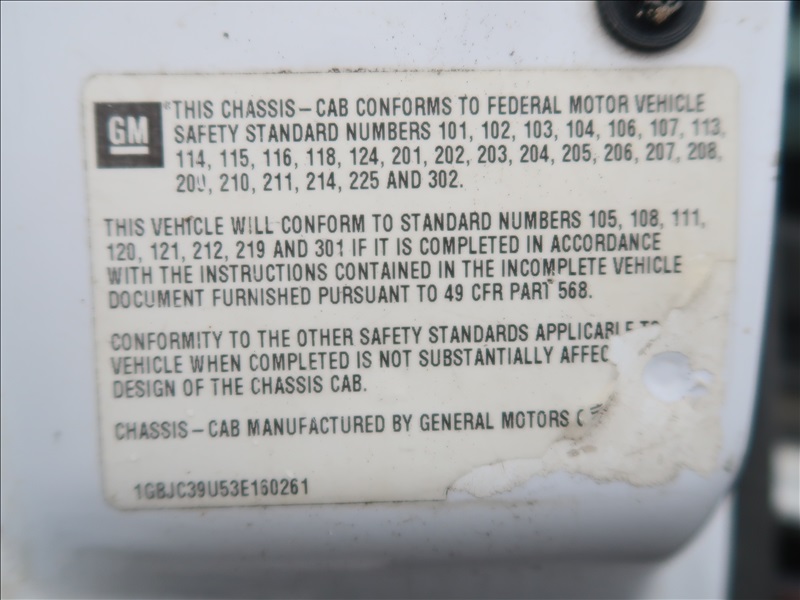 GM
THIS CHASSIS-CAB CONFORMS TO FEDERAL MOTOR VEHICLE
SAFETY STANDARD NUMBERS 101, 102, 103, 104, 106, 107, 113,
114, 115, 116, 118, 124, 201, 202, 203, 204, 205, 206, 207, 208,
209, 210, 211, 214, 225 AND 302.
THIS VEHICLE WILL CONFORM TO STANDARD NUMBERS 105, 108, 111,
120, 121, 212, 219 AND 301 IF IT IS COMPLETED IN ACCORDANCE
WITH THE INSTRUCTIONS CONTAINED IN THE INCOMPLETE VEHICLE
DOCUMENT FURNISHED PURSUANT TO 49 CFR PART 568.
CONFORMITY TO THE OTHER SAFETY STANDARDS APPLICABLE TO
VEHICLE WHEN COMPLETED IS NOT SUBSTANTIALLY AFFEC
DESIGN OF THE CHASSIS CAB.
CHASSIS-CAB MANUFACTURED BY GENERAL MOTORS C
1GBJC39U53E160261